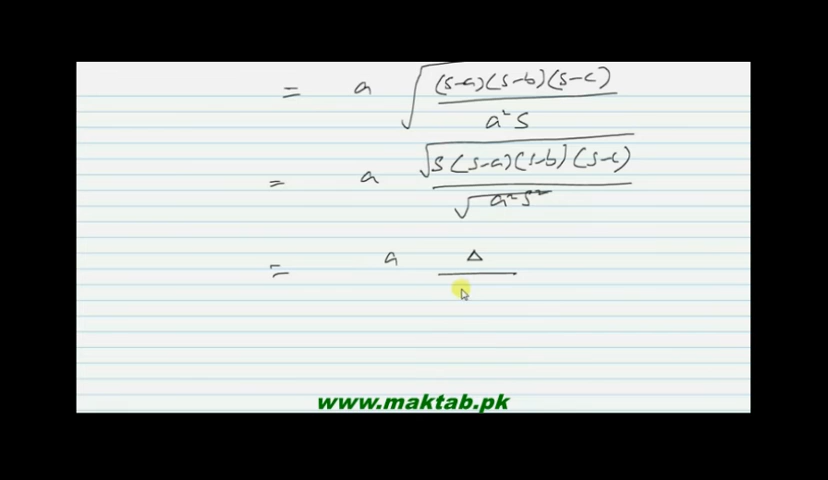 = a √((s-a)(s-b)(s-c) / a²s)
= a √(s(s-a)(s-b)(s-c)) / √(a²s²)
= a Δ /
www.maktab.pk